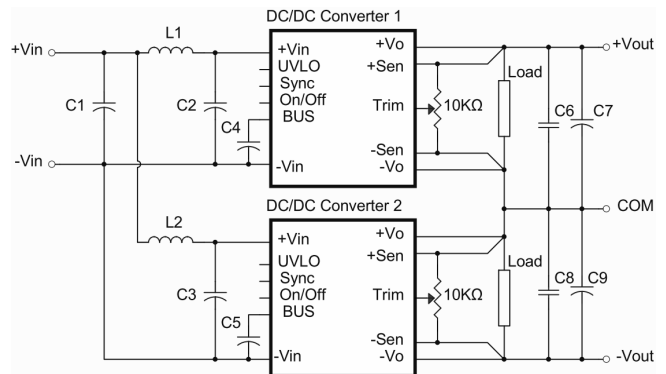 DC/DC Converter 1
L1
+Vin
+Vin
+Vo
+Vout
UVLO
+Sen
Load
Sync
C1
C2
On/Off
Trim
10KΩ
C6
C7
C4
BUS
-Sen
-Vin
-Vin
-Vo
DC/DC Converter 2
COM
L2
+Vin
+Vo
UVLO
+Sen
Load
Sync
C3
On/Off
Trim
10KΩ
C8
C9
C5
BUS
-Sen
-Vin
-Vo
-Vout